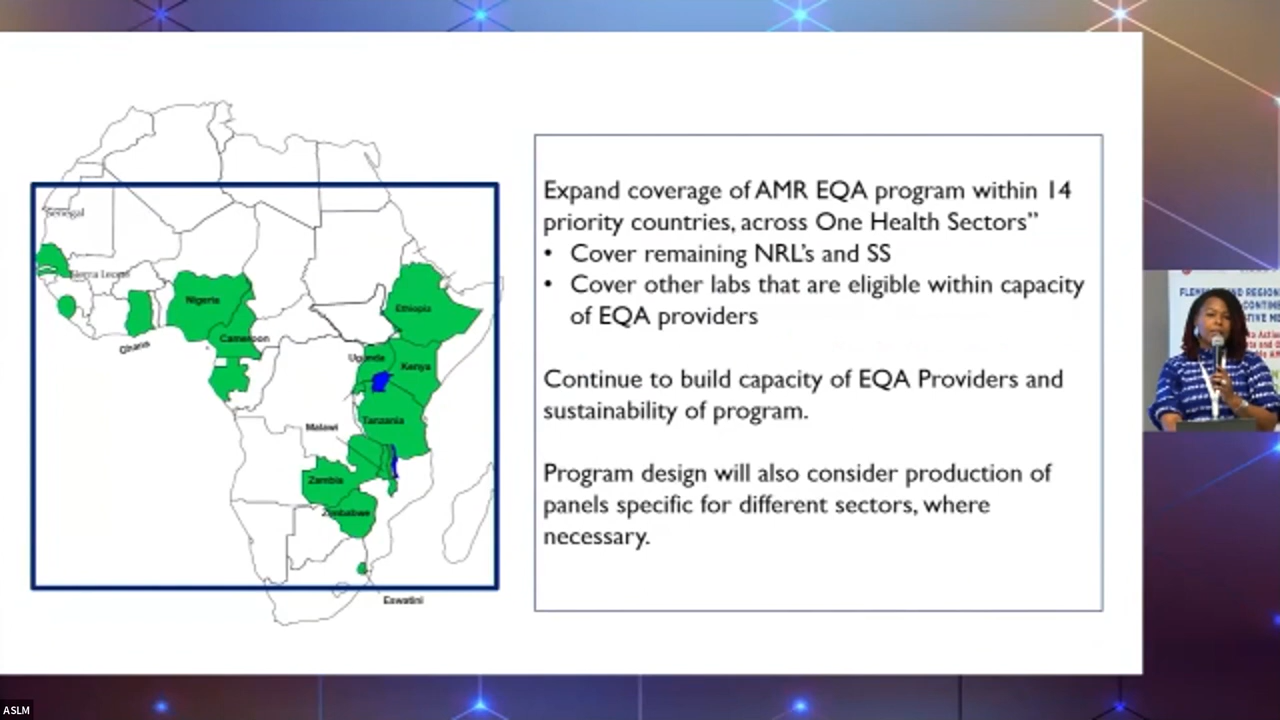 Senegal
Sierra Leone
Nigeria
Ghana
Cameroon
Ethiopia
Uganda
Kenya
Tanzania
Malawi
Zambia
Zimbabwe
Eswatini
Expand coverage of AMR EQA program within 14
priority countries, across One Health Sectors”
• Cover remaining NRL’s and SS
• Cover other labs that are eligible within capacity
of EQA providers
Continue to build capacity of EQA Providers and
sustainability of program.
Program design will also consider production of
panels specific for different sectors, where
necessary.
ASLM